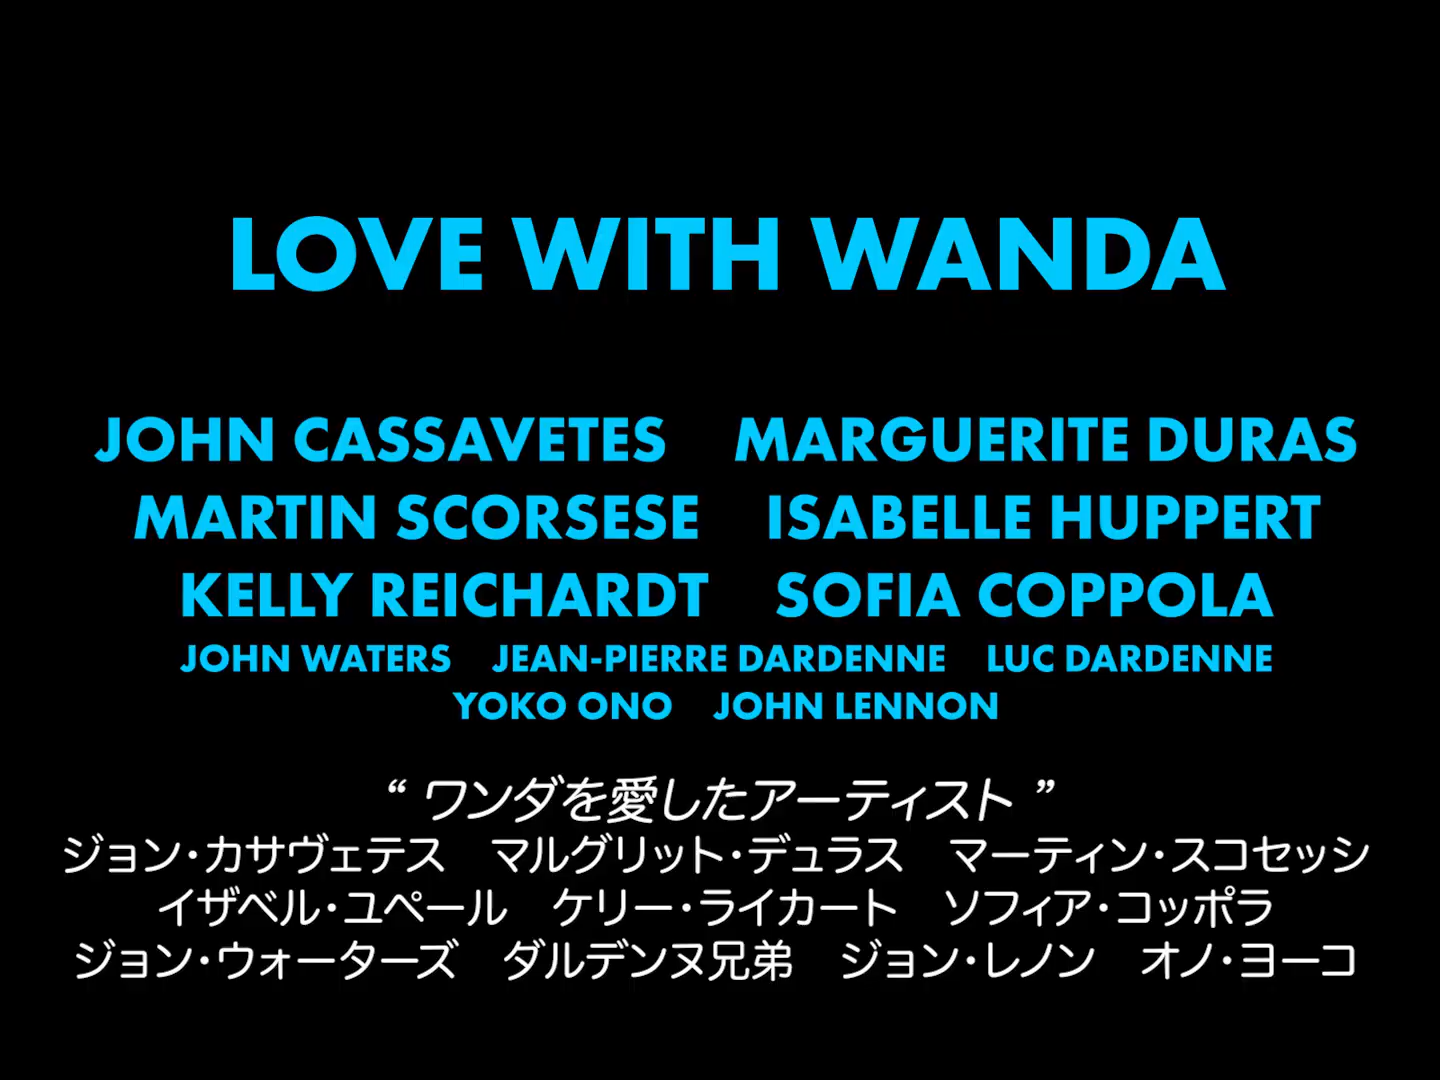 LOVE WITH WANDA
JOHN CASSAVETES MARGUERITE DURAS
MARTIN SCORSESE ISABELLE HUPPERT
KELLY REICHARDT SOFIA COPPOLA
JOHN WATERS JEAN-PIERRE DARDENNE LUC DARDENNE
YOKO ONO JOHN LENNON
“ ワンダを愛したアーティスト ”
ジョン・カサヴェテス　マルグリット・デュラス　マーティン・スコセッシ
イザベル・ユペール　ケリー・ライカート　ソフィア・コッポラ
ジョン・ウォーターズ　ダルデンヌ兄弟　ジョン・レノン　オノ・ヨーコ